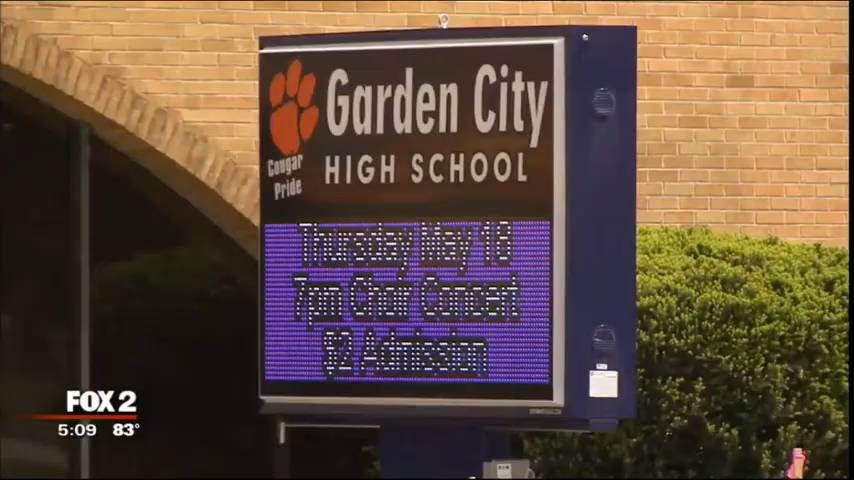 Garden City
HIGH SCHOOL
Cougar
Pride
Thursday May 18
7pm Choir Concert
$2 Admission
FOX 2
5:09 83°